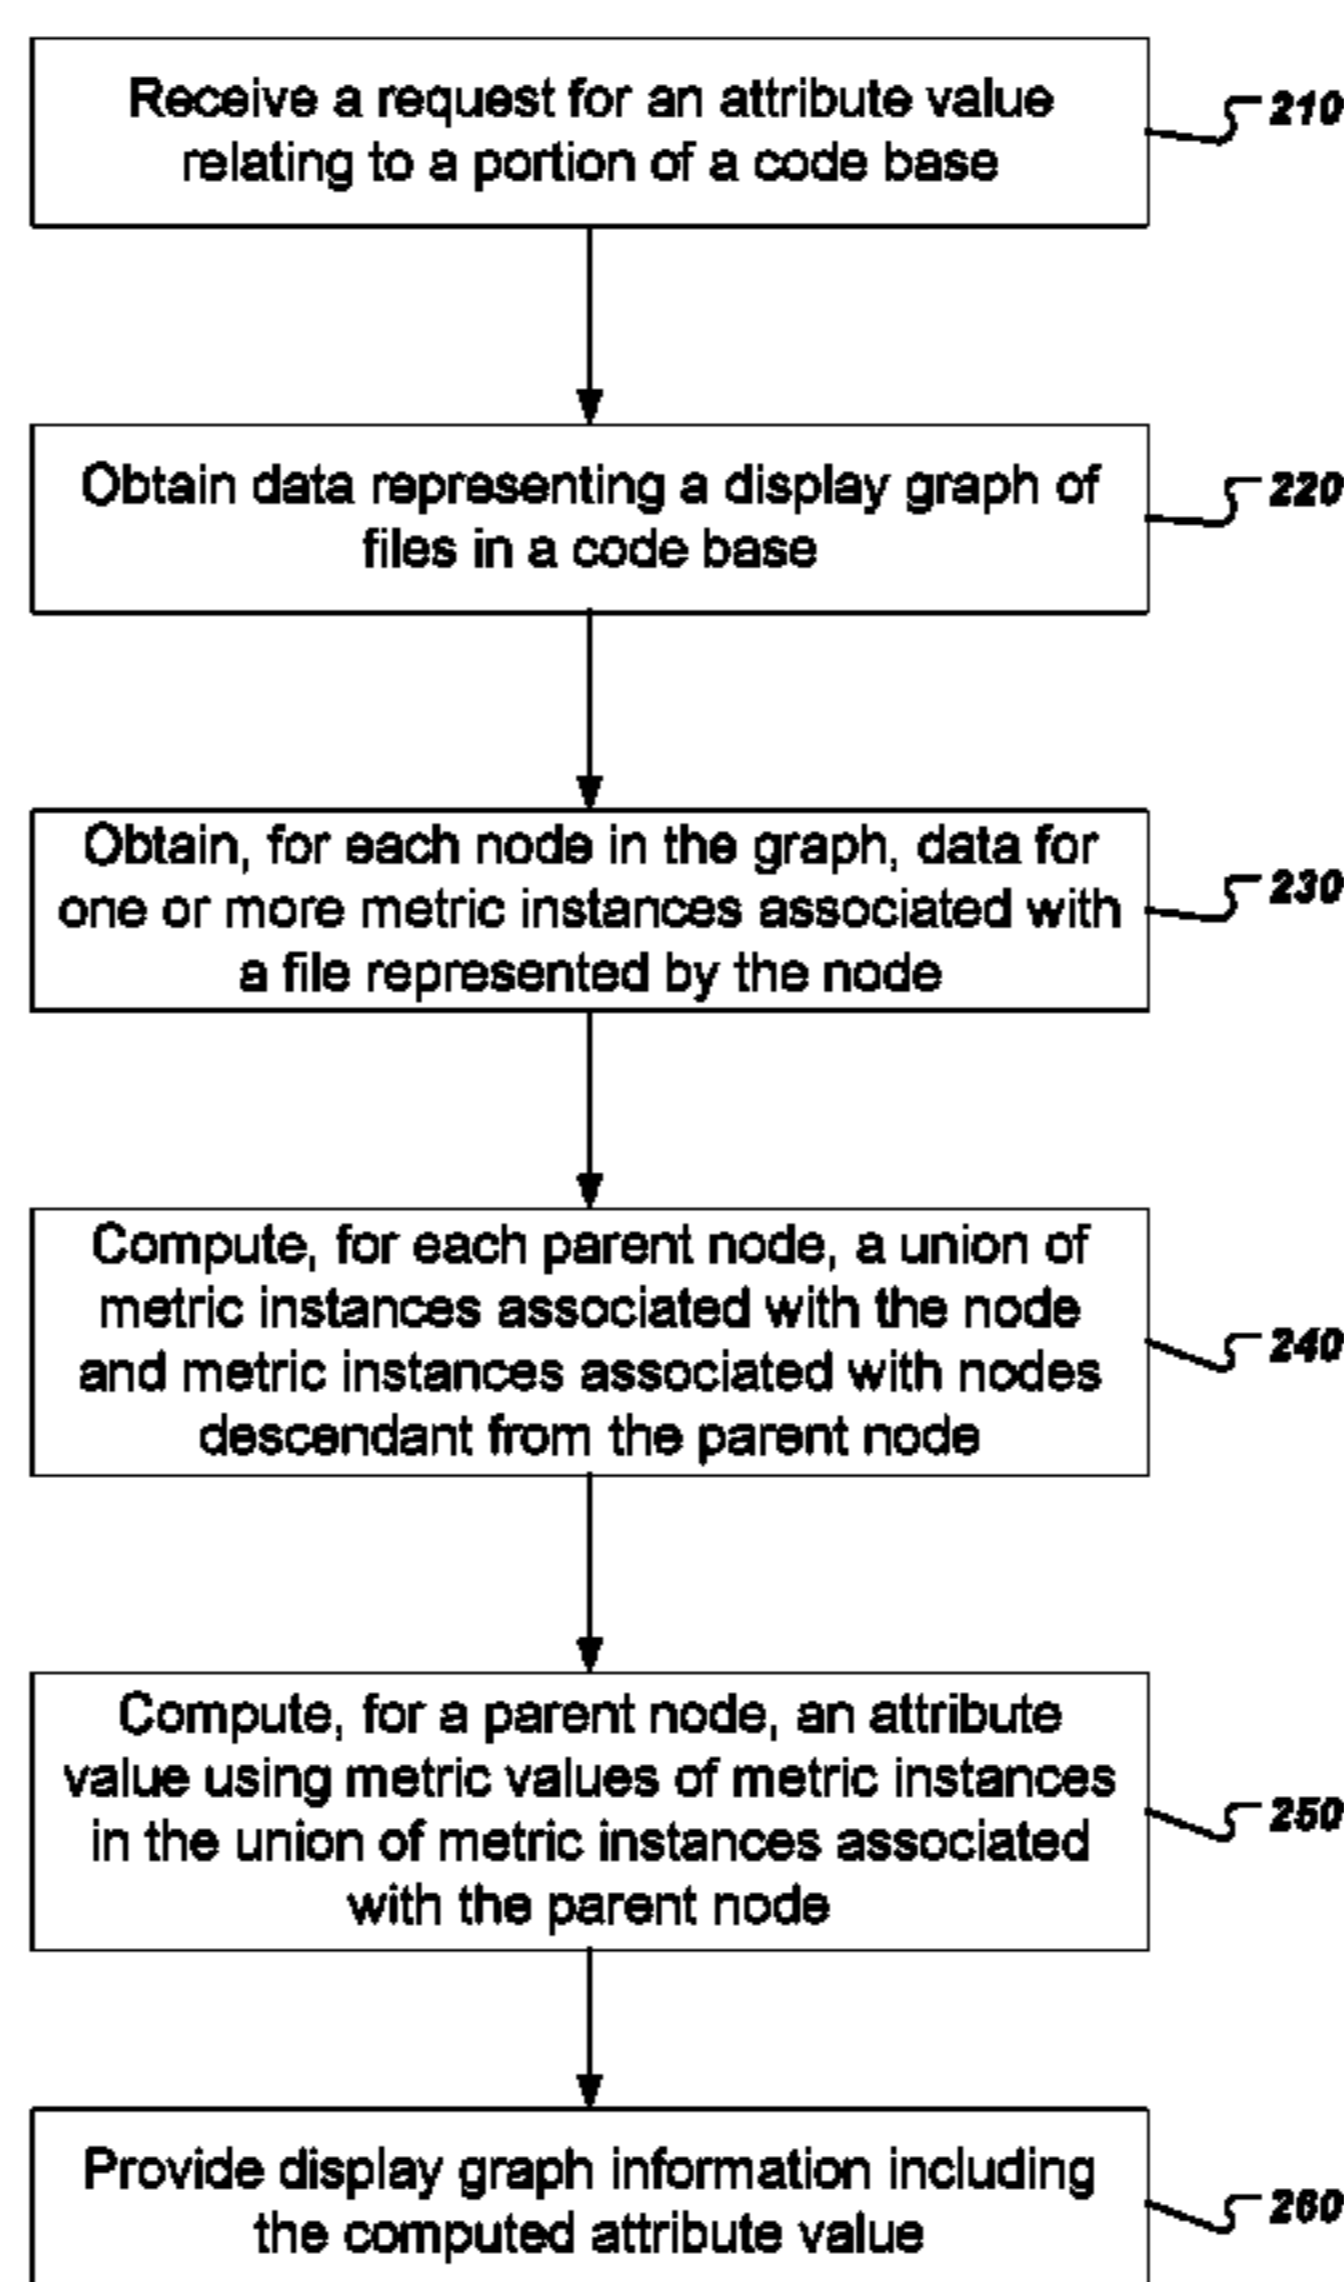 Receive a request for an attribute value
relating to a portion of a code base
210
Obtain data representing a display graph of
files in a code base
220
Obtain, for each node in the graph, data for
one or more metric instances associated with
a file represented by the node
230
Compute, for each parent node, a union of
metric instances associated with the node
and metric instances associated with nodes
descendant from the parent node
240
Compute, for a parent node, an attribute
value using metric values of metric instances
in the union of metric instances associated
with the parent node
250
Provide display graph information including
the computed attribute value
260